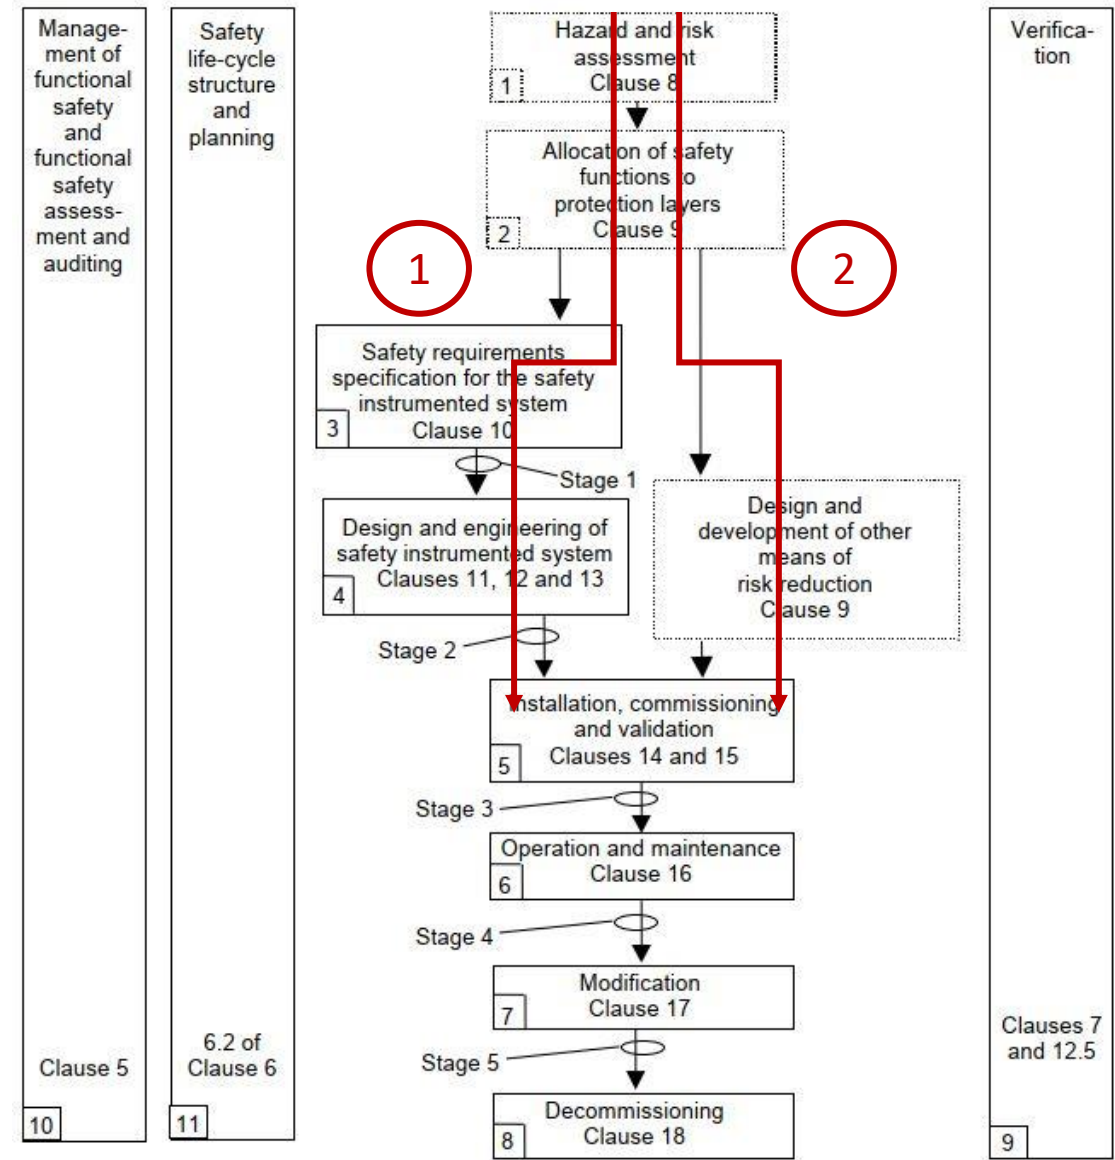 Manage-
ment of
functional
safety
and
functional
safety
assess-
ment and
auditing
Clause 5
10
Safety
life-cycle
structure
and
planning
6.2 of
Clause 6
11
Hazard and risk
assessment
Clause 8
1
Allocation of safety
functions to
protection layers
Clause 9
2
1
2
Safety requirements
specification for the safety
instrumented system
Clause 10
3
Stage 1
Design and engineering of
safety instrumented system
Clauses 11, 12 and 13
4
Design and
development of other
means of
risk reduction
Clause 9
Stage 2
Installation, commissioning
and validation
Clauses 14 and 15
5
Stage 3
Operation and maintenance
Clause 16
6
Stage 4
Modification
Clause 17
7
Stage 5
Decommissioning
Clause 18
8
Verifica-
tion
Clauses 7
and 12.5
9